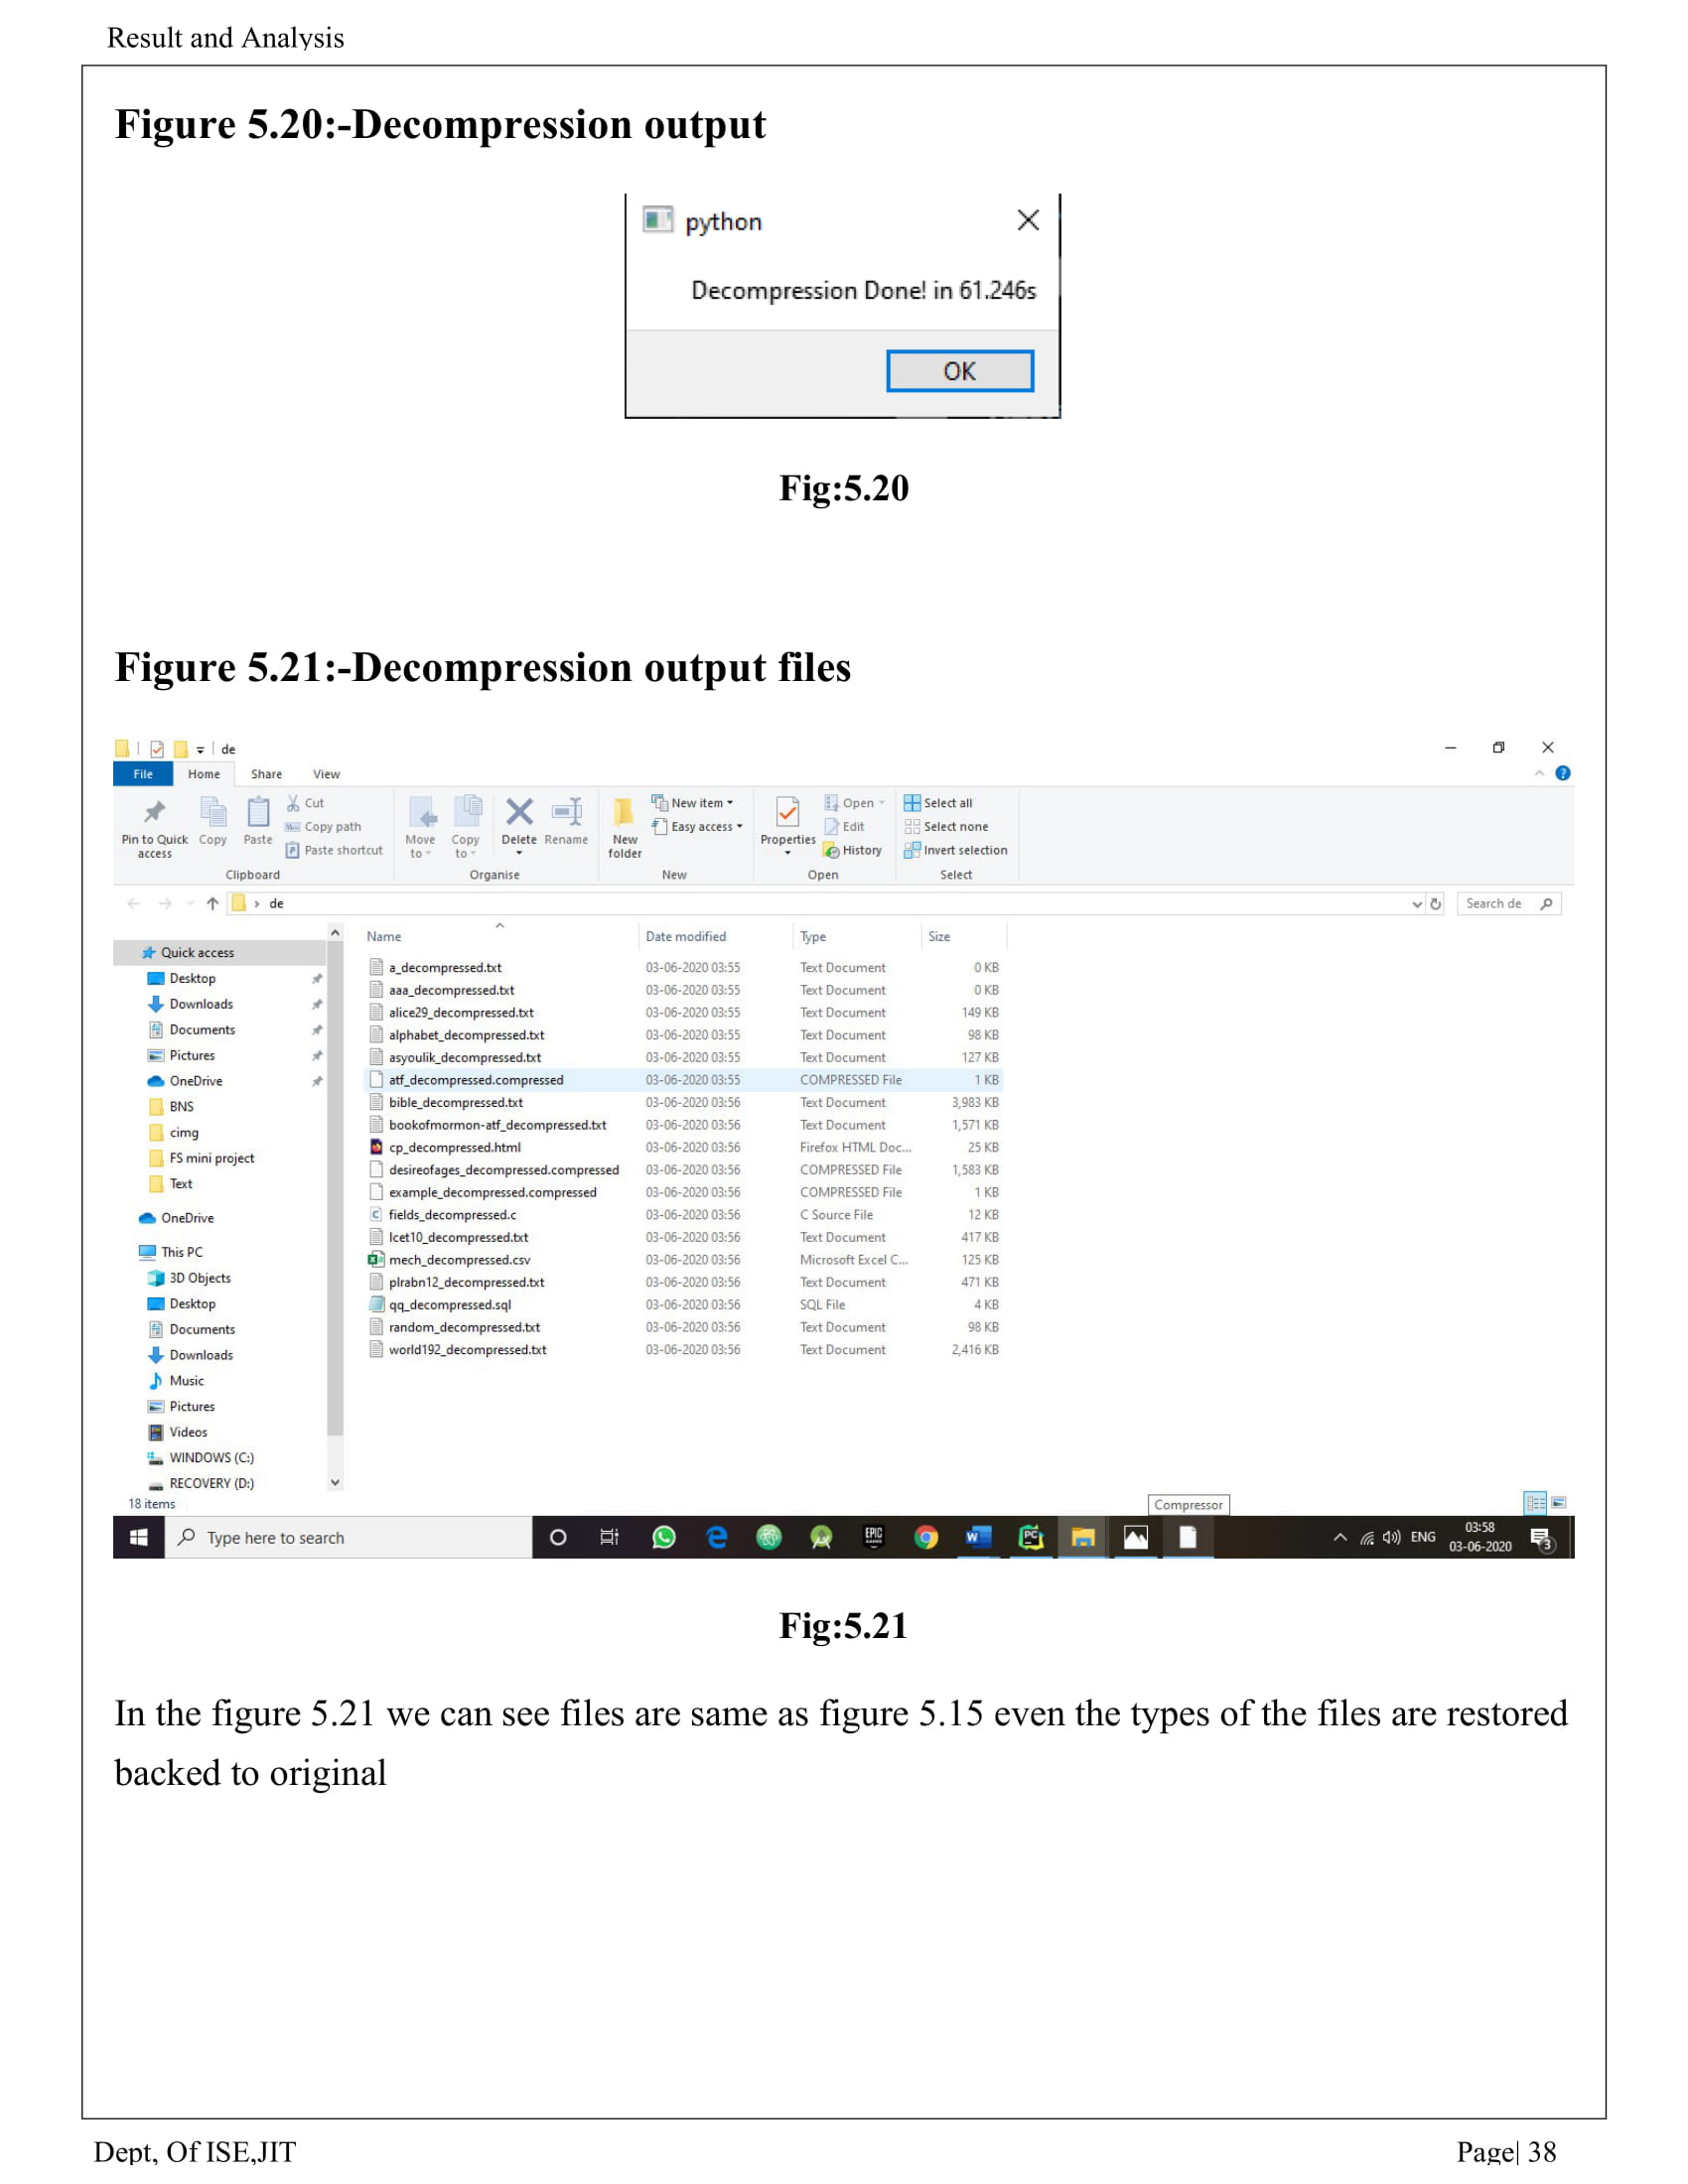 Result and Analysis
Figure 5.20:-Decompression output
python
Decompression Done! in 61.246s
OK
Fig:5.20
Figure 5.21:-Decompression output files
de
File Home Share View
Pin to Quick access
Copy
Paste
Cut
Copy path
Paste shortcut
Clipboard
Move to
Copy to
Delete
Rename
Organise
New folder
New item
Easy access
New
Properties
Open
Edit
History
Open
Select all
Select none
Invert selection
Select
de
Search de
Quick access
Desktop
Downloads
Documents
Pictures
OneDrive
BNS
cimg
FS mini project
Text
OneDrive
This PC
3D Objects
Desktop
Documents
Downloads
Music
Pictures
Videos
WINDOWS (C:)
RECOVERY (D:)
Name Date modified Type Size
a_decompressed.txt 03-06-2020 03:55 Text Document 0 KB
aaa_decompressed.txt 03-06-2020 03:55 Text Document 0 KB
alice29_decompressed.txt 03-06-2020 03:55 Text Document 149 KB
alphabet_decompressed.txt 03-06-2020 03:55 Text Document 98 KB
asyoulik_decompressed.txt 03-06-2020 03:55 Text Document 127 KB
atf_decompressed.compressed 03-06-2020 03:55 COMPRESSED File 1 KB
bible_decompressed.txt 03-06-2020 03:56 Text Document 3,983 KB
bookofmormon-atf_decompressed.txt 03-06-2020 03:56 Text Document 1,571 KB
cp_decompressed.html 03-06-2020 03:56 Firefox HTML Doc... 25 KB
desireofages_decompressed.compressed 03-06-2020 03:56 COMPRESSED File 1,583 KB
example_decompressed.compressed 03-06-2020 03:56 COMPRESSED File 1 KB
fields_decompressed.c 03-06-2020 03:56 C Source File 12 KB
lcet10_decompressed.txt 03-06-2020 03:56 Text Document 417 KB
mech_decompressed.csv 03-06-2020 03:56 Microsoft Excel C... 125 KB
plrabn12_decompressed.txt 03-06-2020 03:56 Text Document 471 KB
qq_decompressed.sql 03-06-2020 03:56 SQL File 4 KB
random_decompressed.txt 03-06-2020 03:56 Text Document 98 KB
world192_decompressed.txt 03-06-2020 03:56 Text Document 2,416 KB
18 items
Compressor
Type here to search
EPIC GAMES
ENG
03:58
03-06-2020
3
Fig:5.21
In the figure 5.21 we can see files are same as figure 5.15 even the types of the files are restored
backed to original
Dept, Of ISE,JIT
Page| 38